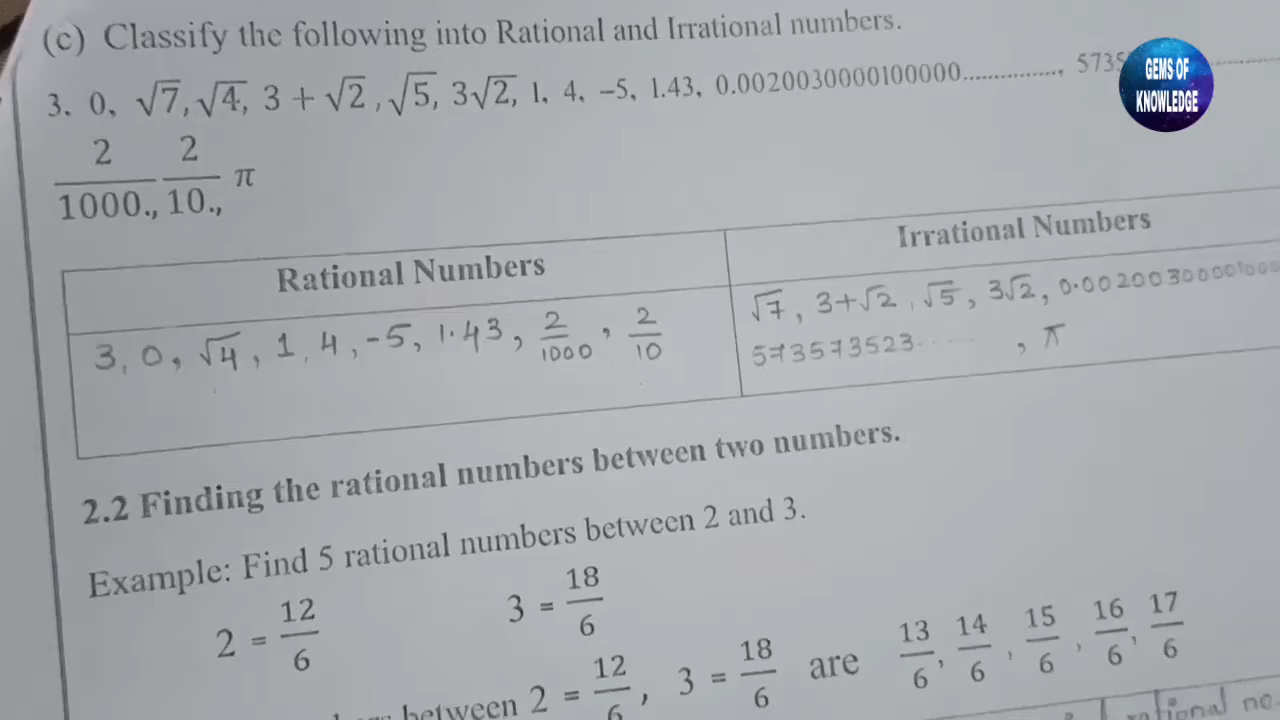 (c) Classify the following into Rational and Irrational numbers.
3. 0, √7, √4, 3 + √2, √5, 3√2, 1, 4, −5, 1.43, 0.0020030000100000.............., 5735
GEMS OF
KNOWLEDGE
2/1000., 2/10., π
Rational Numbers
Irrational Numbers
3, 0, √4, 1, 4, -5, 1.43, 2/1000, 2/10
√7, 3+√2, √5, 3√2, 0.0020030000
573573523......, π
2.2 Finding the rational numbers between two numbers.
Example: Find 5 rational numbers between 2 and 3.
2 = 12/6 3 = 18/6
between 2 = 12/6, 3 = 18/6 are 13/6, 14/6, 15/6, 16/6, 17/6
rational no